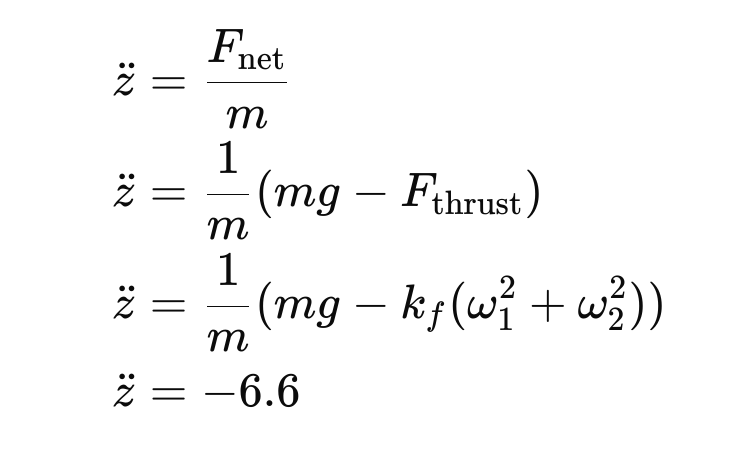 z̈ = F_net / m
z̈ = 1/m (mg − F_thrust)
z̈ = 1/m (mg − k_f(ω₁² + ω₂²))
z̈ = −6.6